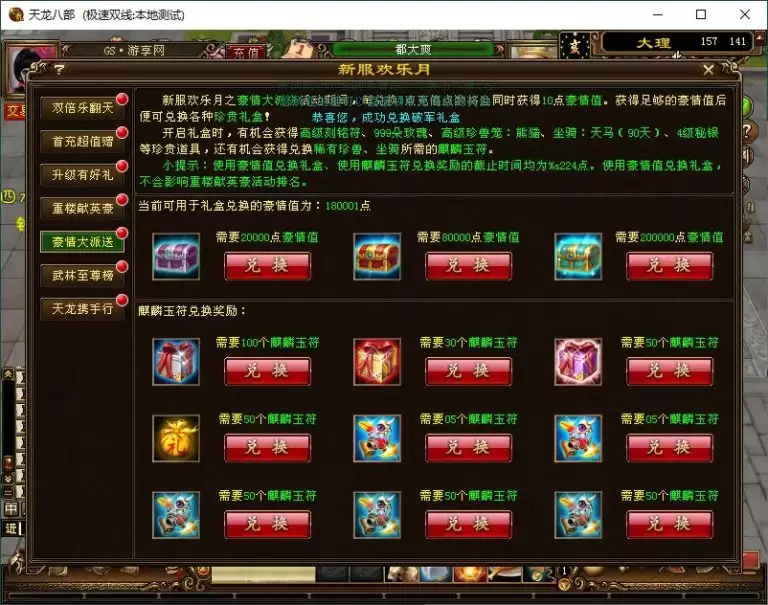 天龙八部 (极速双线:本地测试)
GS·游享网
充值
都大爽
玄
大理 157 141
新服欢乐月
双倍乐翻天
首充超值赠
升级有好礼
重楼献英豪
豪情大派送
武林至尊榜
天龙携手行
新服欢乐月之豪情大派送活动期间，每兑换1点充值点数将会同时获得10点豪情值。获得足够的豪情值后
便可兑换各种珍贵礼盒！
恭喜您，成功兑换破军礼盒
开启礼盒时，有机会获得高级刻铭符、999朵玫瑰、高级珍兽笼：熊猫、坐骑：天马（90天）、4级秘银
等珍贵道具，还有机会获得兑换稀有珍兽、坐骑所需的麒麟玉符。
小提示：使用豪情值兑换礼盒、使用麒麟玉符兑换奖励的截止时间均为%s224点。使用豪情值兑换礼盒，
不会影响重楼献英豪活动排名。
当前可用于礼盒兑换的豪情值为：180001点
需要20000点豪情值
兑换
需要80000点豪情值
兑换
需要200000点豪情值
兑换
麒麟玉符兑换奖励：
需要100个麒麟玉符
兑换
需要30个麒麟玉符
兑换
需要50个麒麟玉符
兑换
需要50个麒麟玉符
兑换
需要05个麒麟玉符
兑换
需要05个麒麟玉符
兑换
需要50个麒麟玉符
兑换
需要50个麒麟玉符
兑换
需要50个麒麟玉符
兑换
交易
四
近
1